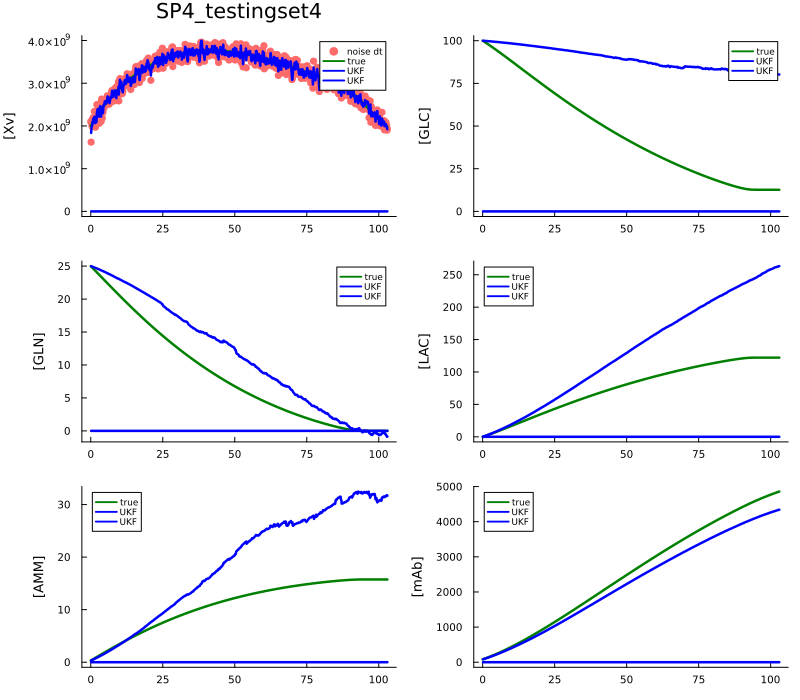 SP4_testingset4
[Xv]
4.0×10⁹
3.0×10⁹
2.0×10⁹
1.0×10⁹
0
0 25 50 75 100
noise dt
true
UKF
UKF
[GLC]
100
75
50
25
0
0 25 50 75 100
true
UKF
UKF
[GLN]
25
20
15
10
5
0
0 25 50 75 100
true
UKF
UKF
[LAC]
250
200
150
100
50
0
0 25 50 75 100
true
UKF
UKF
[AMM]
30
20
10
0
0 25 50 75 100
true
UKF
UKF
[mAb]
5000
4000
3000
2000
1000
0
0 25 50 75 100
true
UKF
UKF